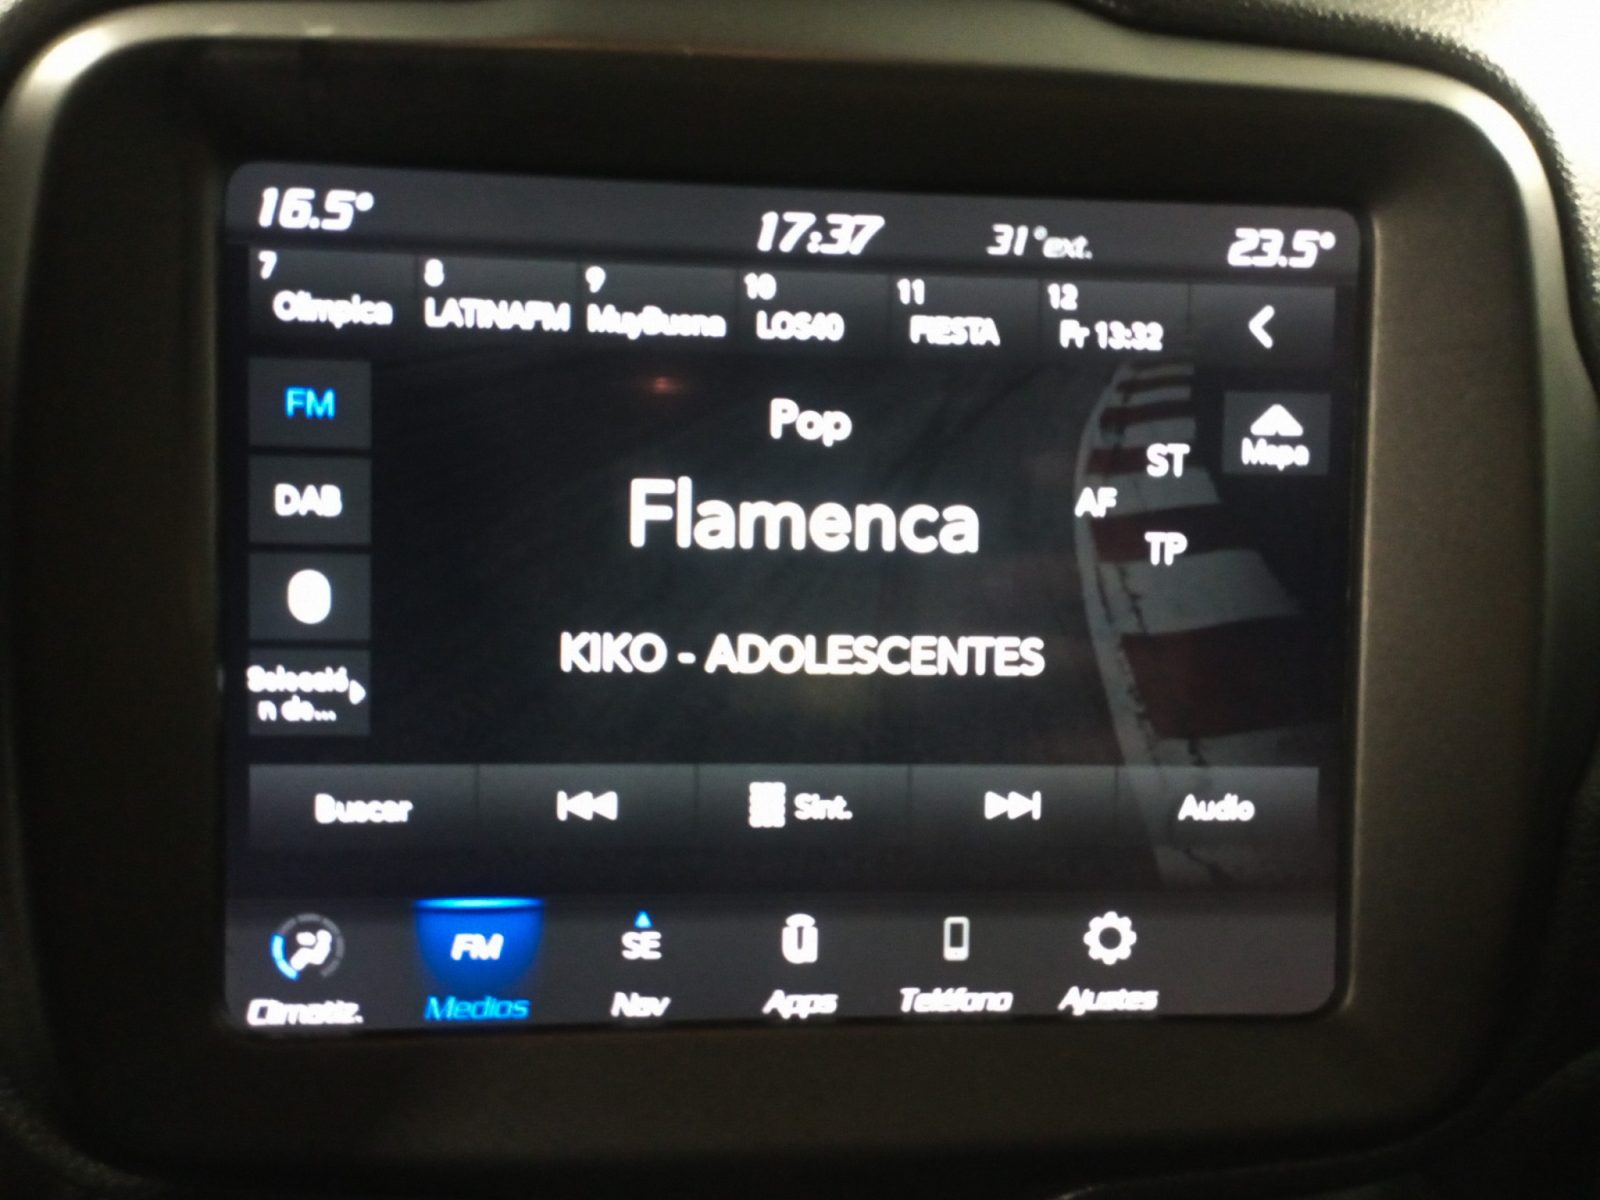 16.5° 17:37 31°ext. 23.5°
7 8 9 10 11 12
Olimpica LATINAFM MuyBuena LOS40 FIESTA Fr 13:32
FM
Pop
Mapa
ST
DAB
Flamenca
AF
TP
KIKO - ADOLESCENTES
Selecció
n de...
Buscar Sint. Audio
FM SE
Climatiz. Medios Nav Apps Teléfono Ajustes